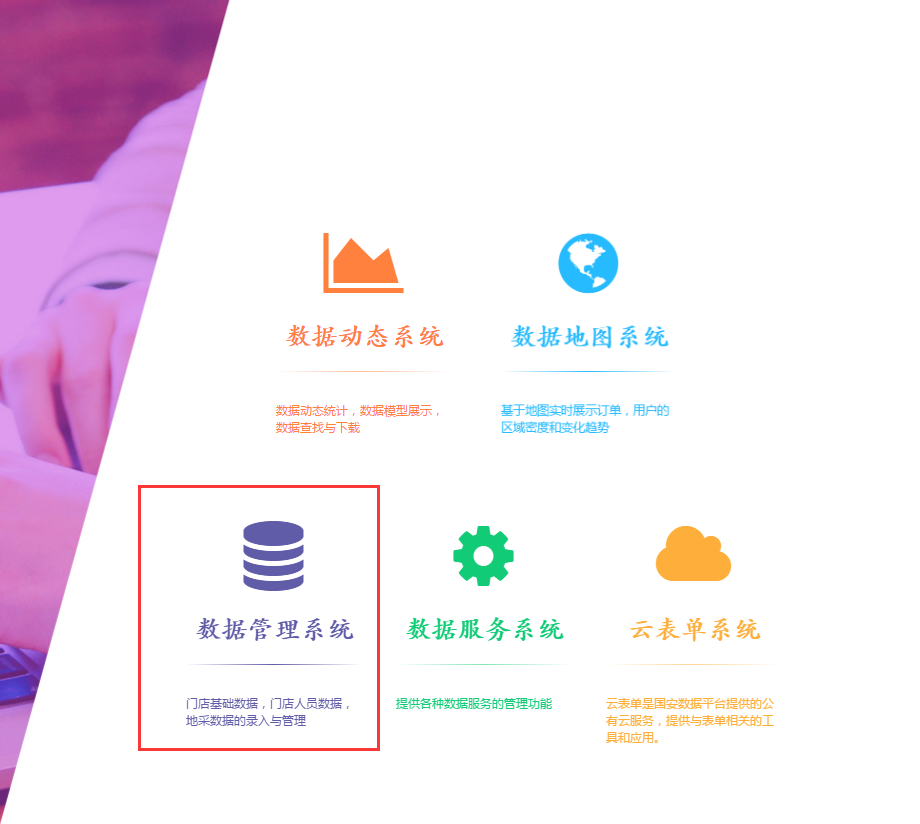 数据动态系统
数据地图系统
数据动态统计，数据模型展示，
数据查找与下载
基于地图实时展示订单，用户的
区域密度和变化趋势
数据管理系统
数据服务系统
云表单系统
门店基础数据，门店人员数据，
地采数据的录入与管理
提供各种数据服务的管理功能
云表单是国安数据平台提供的公
有云服务，提供与表单相关的工
具和应用。